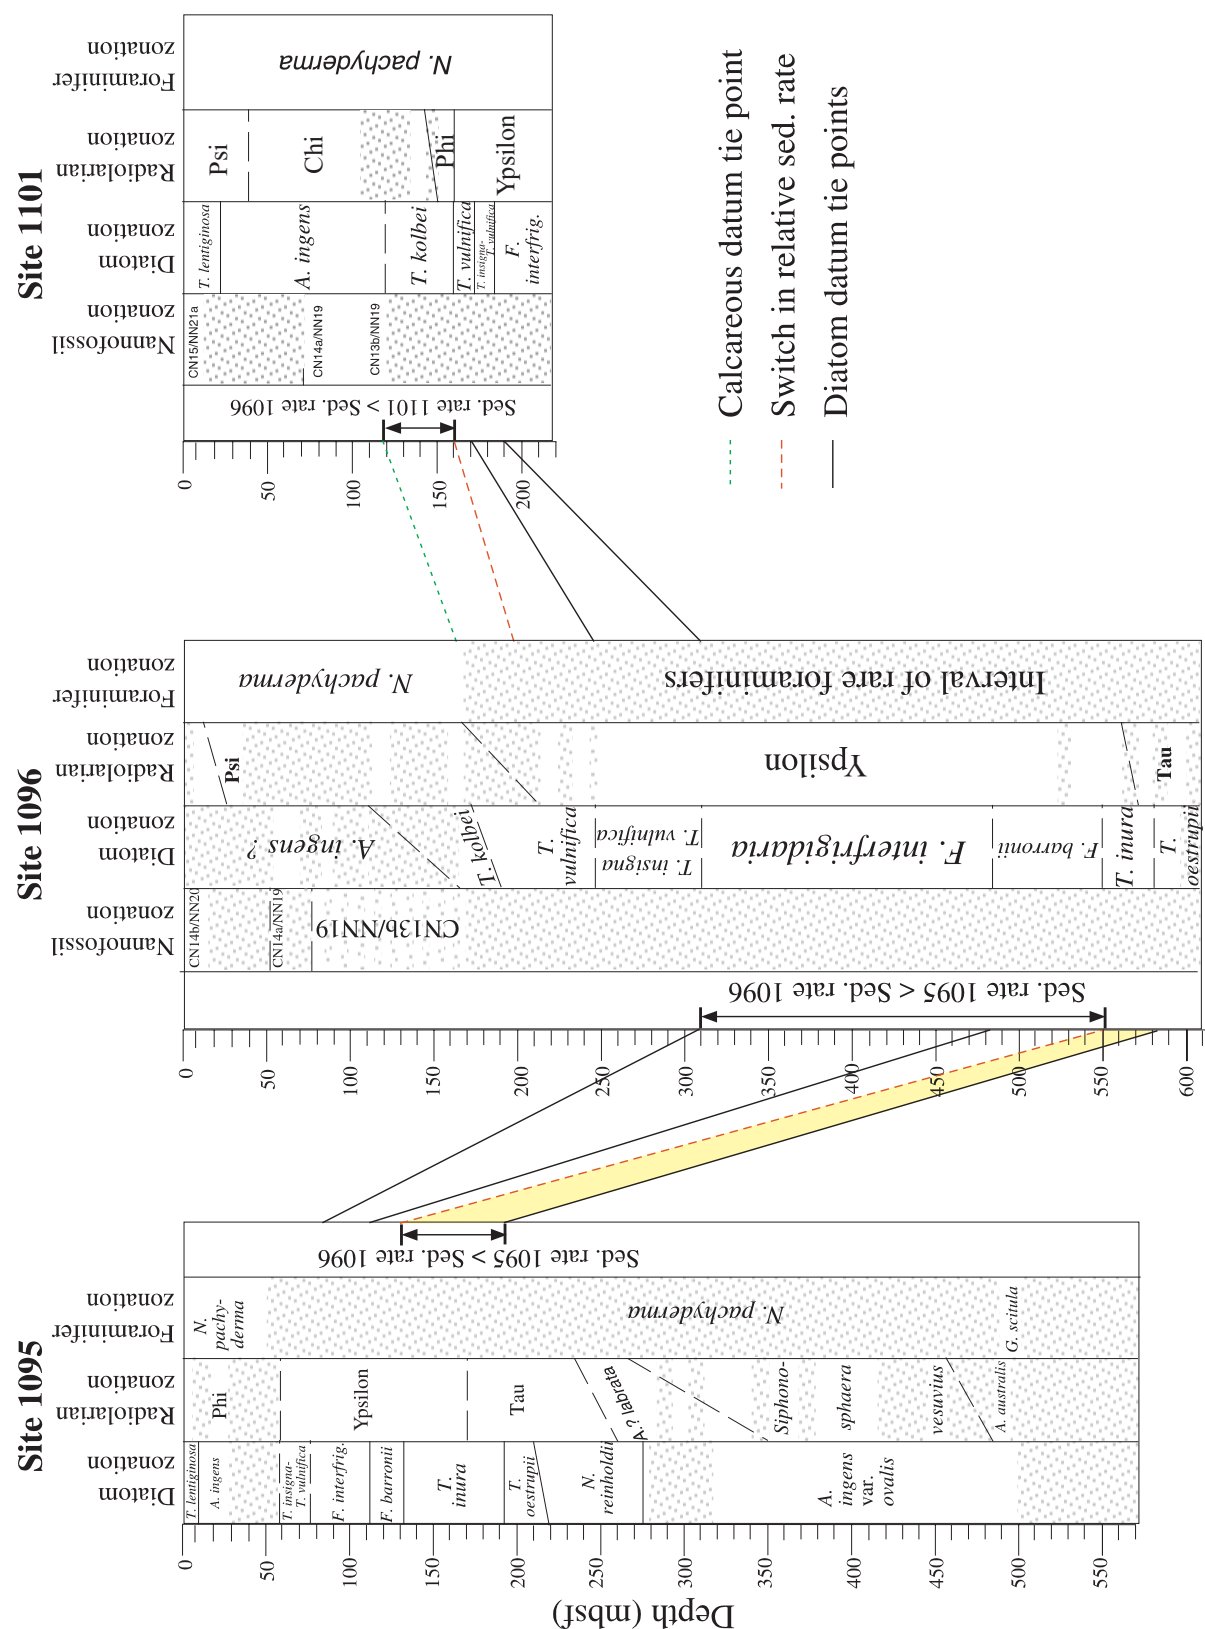 Site 1095
Diatom
zonation
Radiolarian
zonation
Foraminifer
zonation
Depth (mbsf)
0
50
100
150
200
250
300
350
400
450
500
550
T. lentiginosa
A. ingens
T. insigna-
T. vulnifica
F. interfrig.
F. barronii
T.
inura
T.
oestrupii
N.
reinholdii
A.
ingens
var.
ovalis
Phi
Ypsilon
Tau
A.? labrata
Siphono-
sphaera
vesuvius
A. australis
N.
pachy-
derma
N. pachyderma
G. scitula
Sed. rate 1095 > Sed. rate 1096
Site 1096
Nannofossil
zonation
Diatom
zonation
Radiolarian
zonation
Foraminifer
zonation
0
50
100
150
200
250
300
350
400
450
500
550
600
Sed. rate 1095 < Sed. rate 1096
CN14b/NN20
CN14a/NN19
CN13b/NN19
A. ingens ?
T. kolbei
T.
vulnifica
T. insigna
T. vulnifica
F. interfrigidaria
F. barronii
T. inura
T.
oestrupii
Psi
Ypsilon
Tau
N. pachyderma
Interval of rare foraminifers
Site 1101
Nannofossil
zonation
Diatom
zonation
Radiolarian
zonation
Foraminifer
zonation
0
50
100
150
200
Sed. rate 1101 > Sed. rate 1096
CN15/NN21a
CN14a/NN19
CN13b/NN19
T. lentiginosa
A. ingens
T. kolbei
T. vulnifica
T. insigna-
T. vulnifica
F.
interfrig.
Psi
Chi
Phi
Ypsilon
N. pachyderma
Calcareous datum tie point
Switch in relative sed. rate
Diatom datum tie points